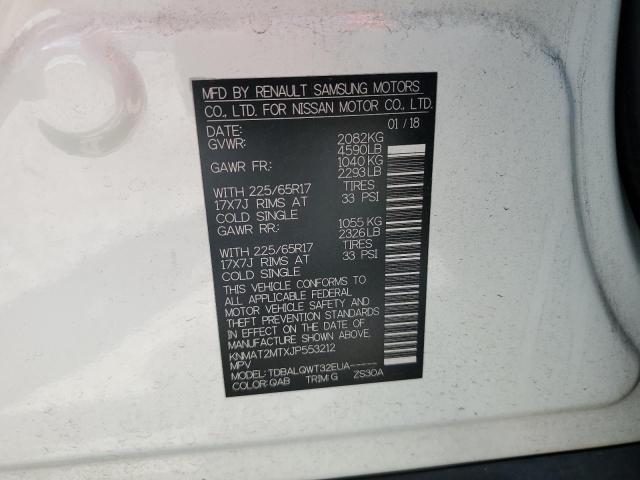 MFD BY RENAULT SAMSUNG MOTORS
CO., LTD. FOR NISSAN MOTOR CO., LTD.
DATE: 01/18
GVWR: 2082KG
4590LB
GAWR FR: 1040KG
2293LB
WITH 225/65R17 TIRES
17X7J RIMS AT 33 PSI
COLD SINGLE
GAWR RR: 1055KG
2326LB
WITH 225/65R17 TIRES
17X7J RIMS AT 33 PSI
COLD SINGLE
THIS VEHICLE CONFORMS TO
ALL APPLICABLE FEDERAL
MOTOR VEHICLE SAFETY AND
THEFT PREVENTION STANDARDS
IN EFFECT ON THE DATE OF
MANUFACTURE SHOWN ABOVE.
KNMAT2MTXJP553212
MPV
MODEL: TDBALQWT32EUA-----
COLOR: QAB TRIM: G ZS30A